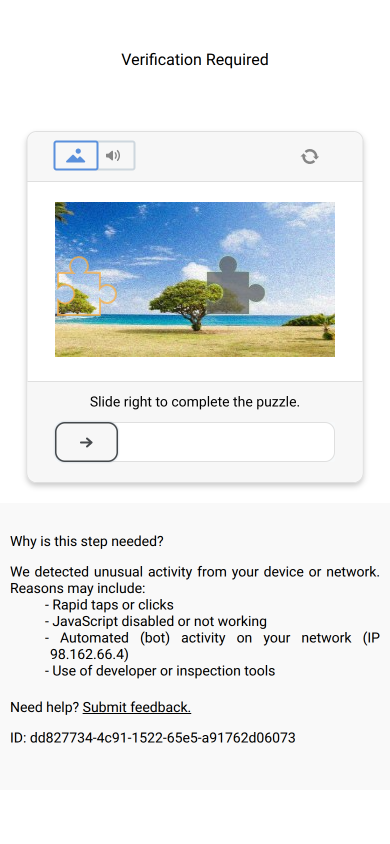 Verification Required
Slide right to complete the puzzle.
Why is this step needed?
We detected unusual activity from your device or network.
Reasons may include:
- Rapid taps or clicks
- JavaScript disabled or not working
- Automated (bot) activity on your network (IP
98.162.66.4)
- Use of developer or inspection tools
Need help? Submit feedback.
ID: dd827734-4c91-1522-65e5-a91762d06073